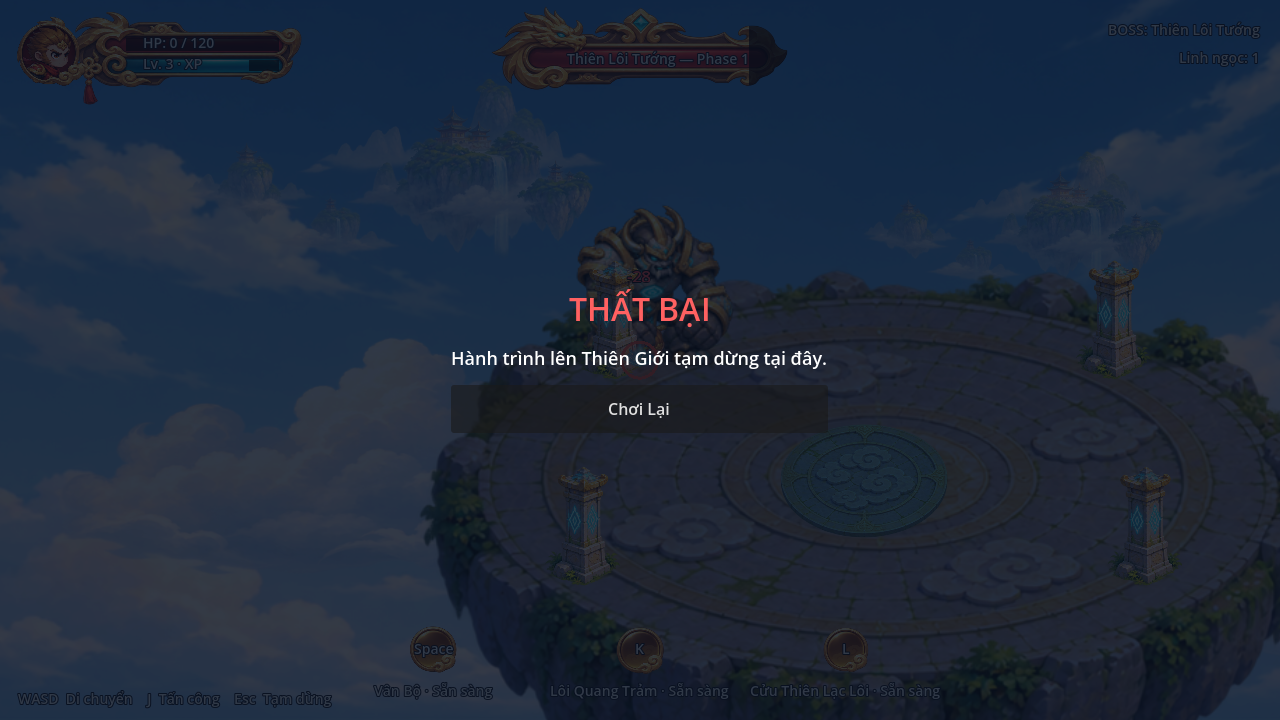 HP: 0 / 120
Lv. 3 XP
Thiên Lôi Tướng — Phase 1
BOSS: Thiên Lôi Tướng
Linh ngọc: 1
-28
THẤT BẠI
Hành trình lên Thiên Giới tạm dừng tại đây.
Chơi Lại
Space
K
L
Vân Bộ · Sẵn sàng
Lôi Quang Trảm · Sẵn sàng
Cửu Thiên Lạc Lôi · Sẵn sàng
WASD Di chuyển J Tấn công Esc Tạm dừng